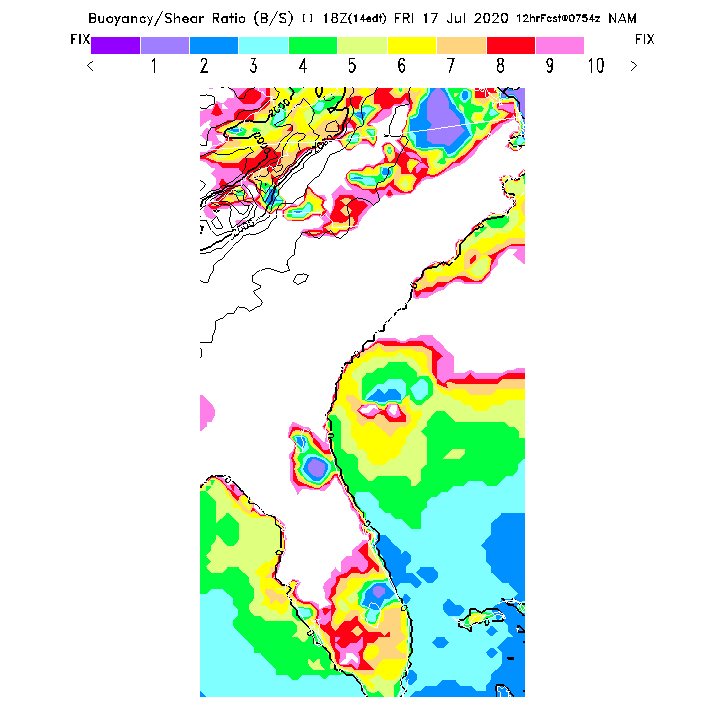 Buoyancy/Shear Ratio (B/S) [] 18Z(14edt) FRI 17 Jul 2020 12hrFcst@0754z NAM
FIX FIX
< 1 2 3 4 5 6 7 8 9 10 >
2000